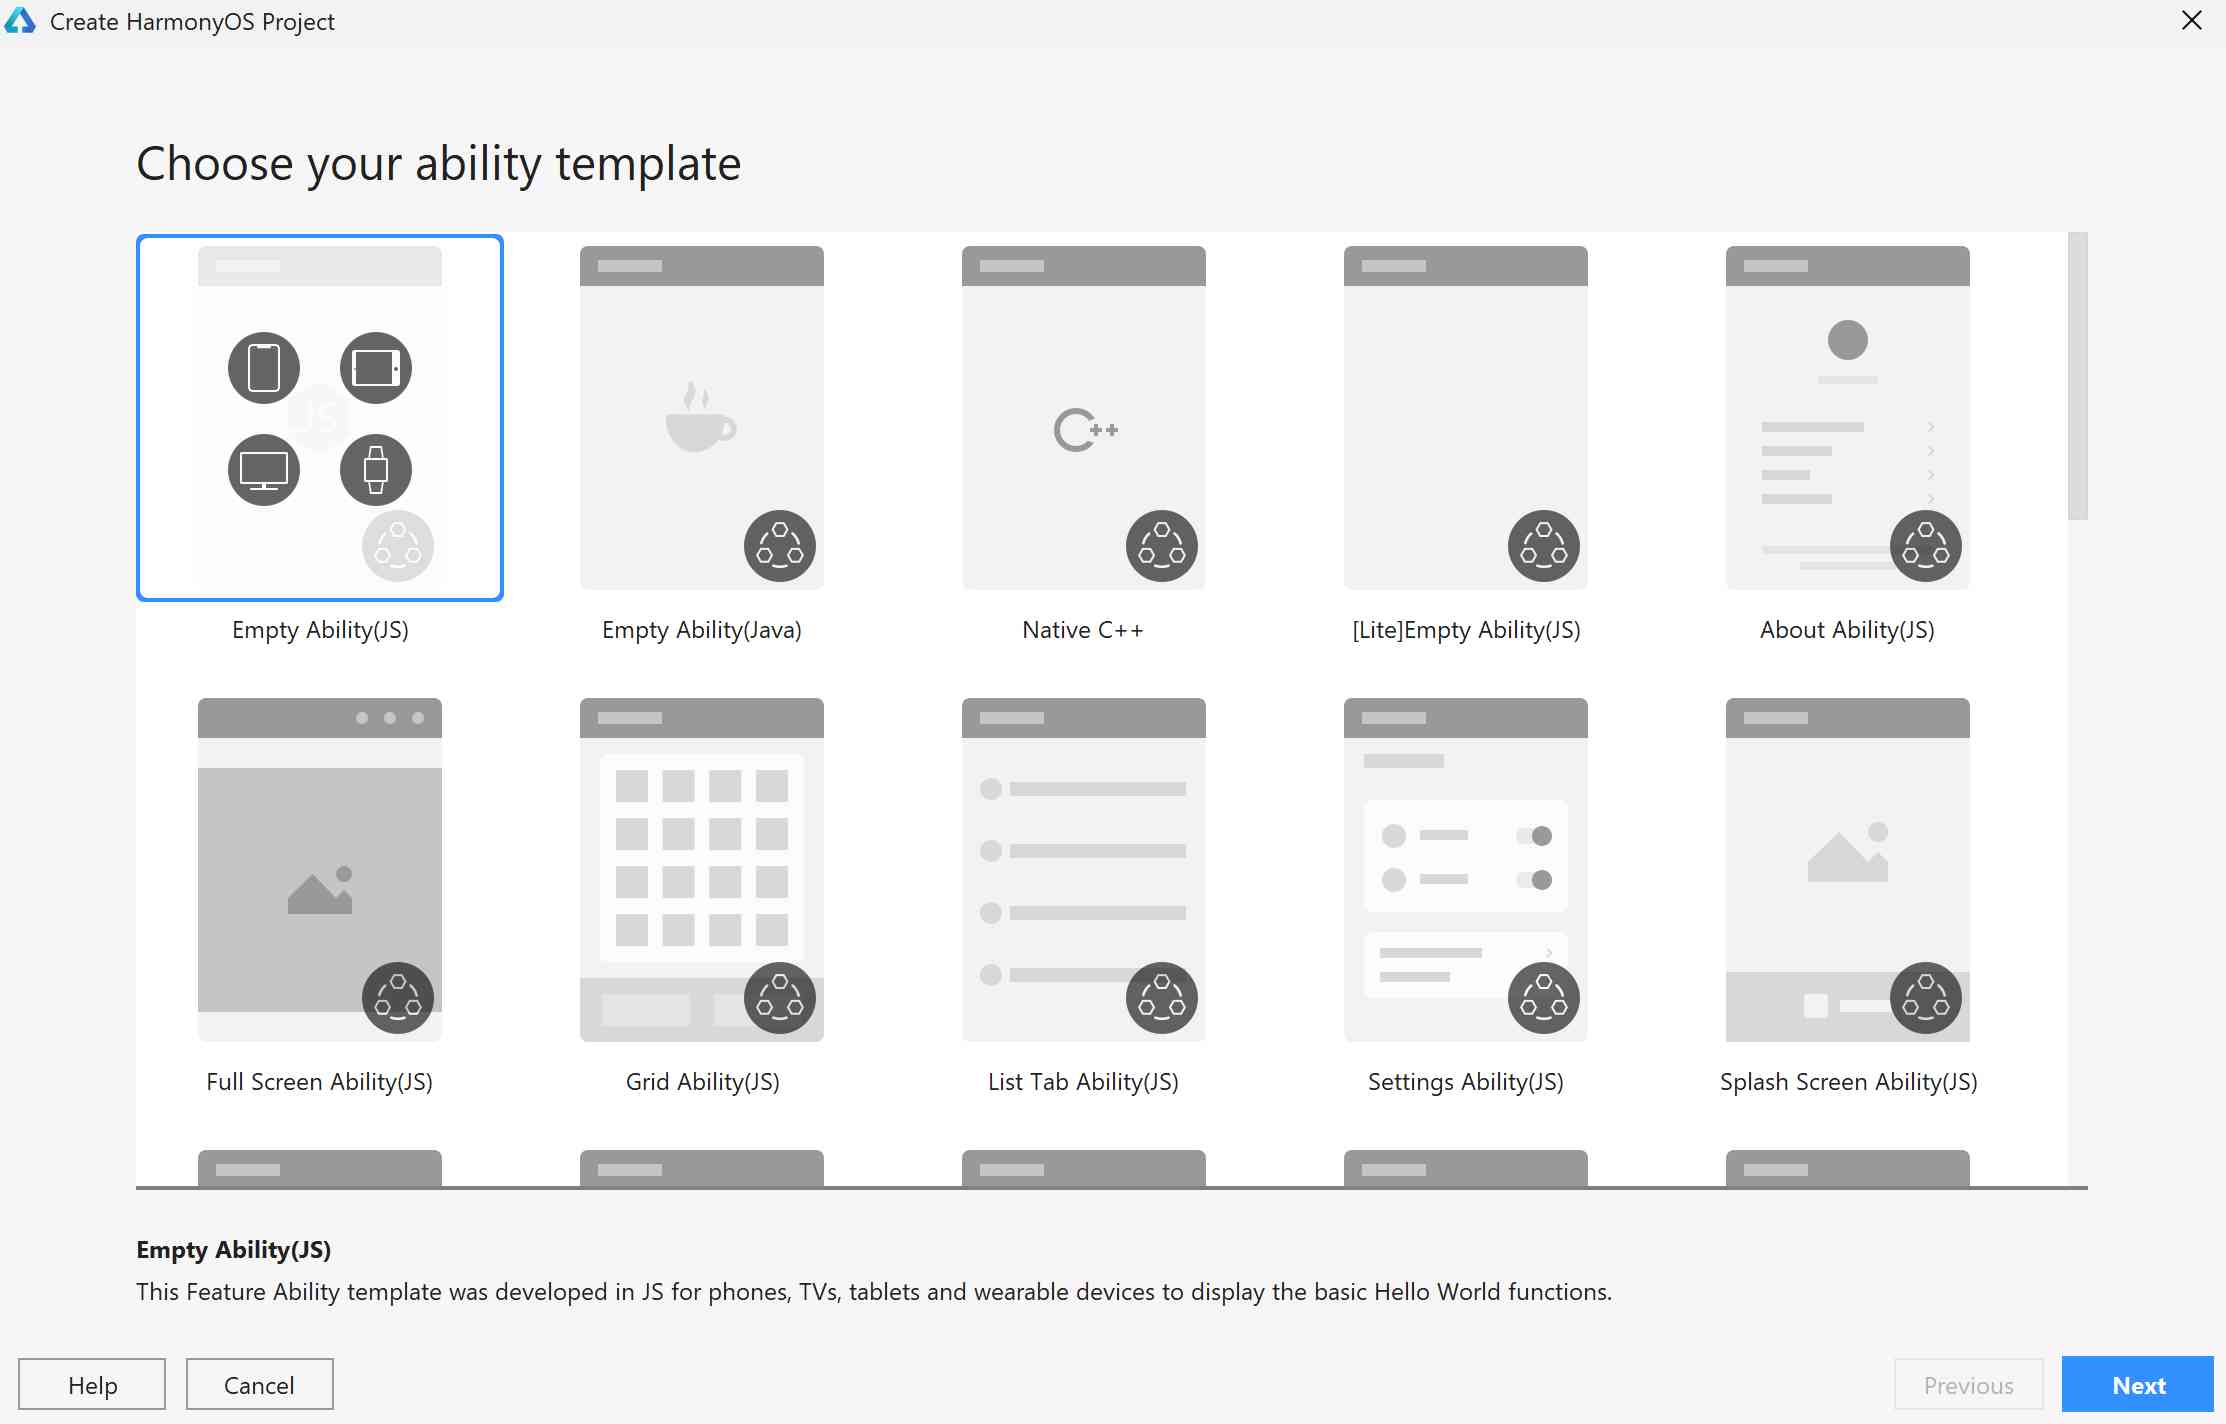 Create HarmonyOS Project
Choose your ability template
JS
C++
Empty Ability(JS)
Empty Ability(Java)
Native C++
[Lite]Empty Ability(JS)
About Ability(JS)
Full Screen Ability(JS)
Grid Ability(JS)
List Tab Ability(JS)
Settings Ability(JS)
Splash Screen Ability(JS)
Empty Ability(JS)
This Feature Ability template was developed in JS for phones, TVs, tablets and wearable devices to display the basic Hello World functions.
Help
Cancel
Previous
Next